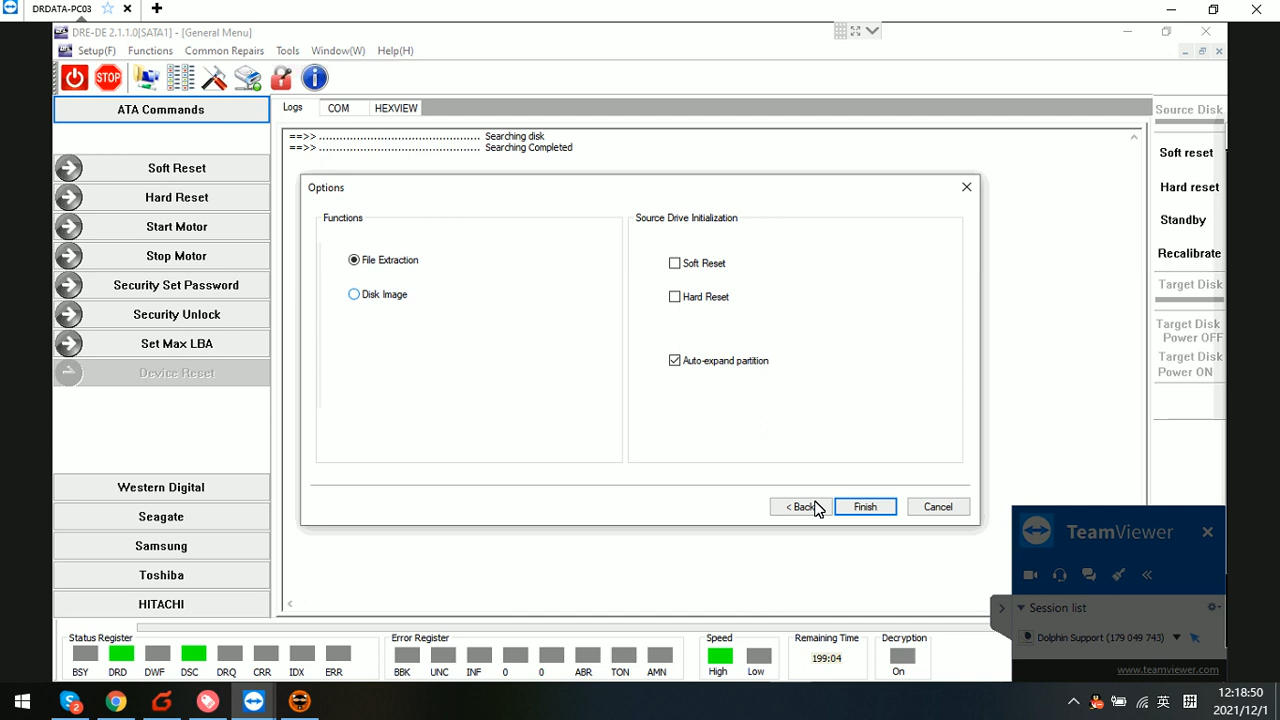 DRDATA-PC03
DRE-DE 2.1.1.0[SATA1] - [General Menu]
Setup(F) Functions Common Repairs Tools Window(W) Help(H)
STOP
ATA Commands
Soft Reset
Hard Reset
Start Motor
Stop Motor
Security Set Password
Security Unlock
Set Max LBA
Device Reset
Western Digital
Seagate
Samsung
Toshiba
HITACHI
Logs COM HEXVIEW
==>> ............................................... Searching disk
==>> ............................................... Searching Completed
Options
Functions
File Extraction
Disk Image
Source Drive Initialization
Soft Reset
Hard Reset
Auto-expand partition
< Back Finish Cancel
Source Disk
Soft reset
Hard reset
Standby
Recalibrate
Target Disk
Target Disk
Power OFF
Target Disk
Power ON
TeamViewer
Session list
Dolphin Support (179 049 743)
www.teamviewer.com
Status Register
BSY DRD DWF DSC DRQ CRR IDX ERR
Error Register
BBK UNC INF 0 0 ABR TON AMN
Speed
High Low
Remaining Time
199:04
Decryption
On
英
拼
12:18:50
2021/12/1